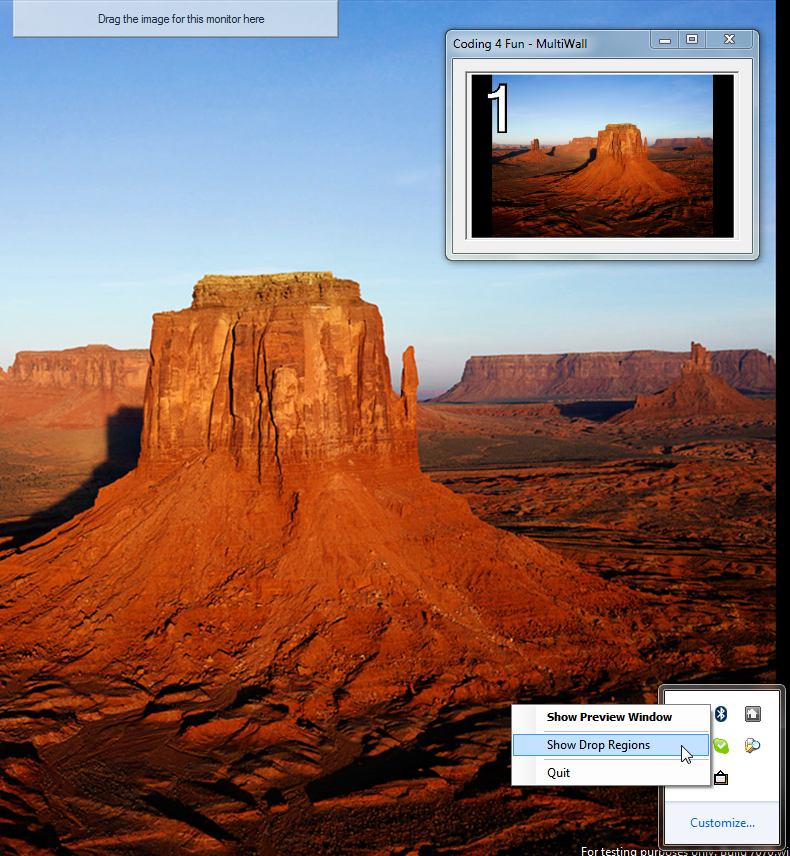 Drag the image for this monitor here
Coding 4 Fun - MultiWall
1
Show Preview Window
Show Drop Regions
Quit
Customize...
For testing purposes only. Build 7070.wi